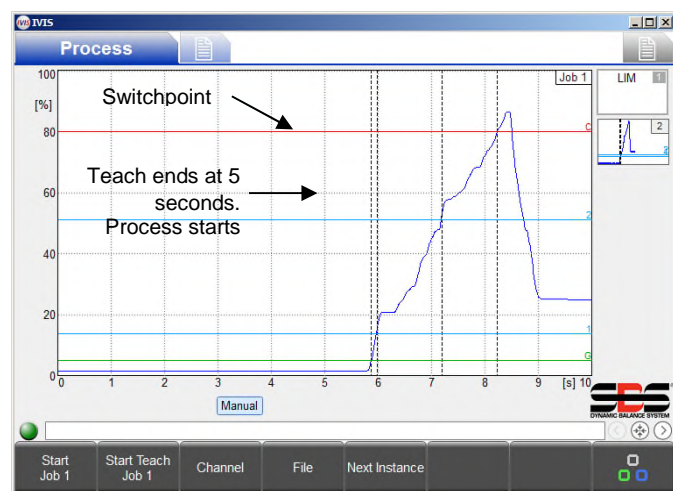 IVIS IVIS
Process
100
Job 1
LIM 1
[%]
Switchpoint
C
80
2
2
Teach ends at 5
seconds.
Process starts
60
2
40
20
1
G
0
0 1 2 3 4 5 6 7 8 9 [s] 10
Manual
SBS
DYNAMIC BALANCE SYSTEM
Start
Job 1
Start Teach
Job 1
Channel
File
Next Instance